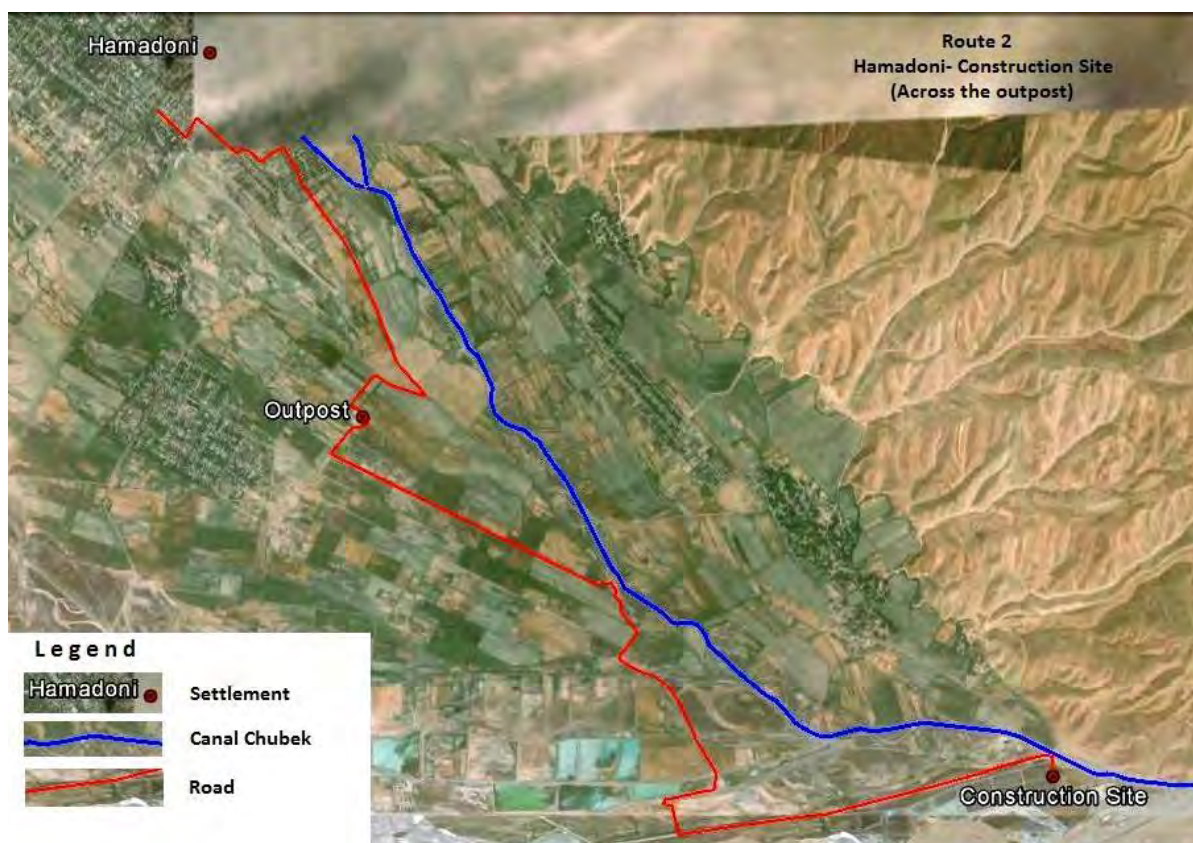 Hamadoni
Route 2
Hamadoni- Construction Site
(Across the outpost)
Outpost
Construction Site
Legend
Hamadoni
Settlement
Canal Chubek
Road